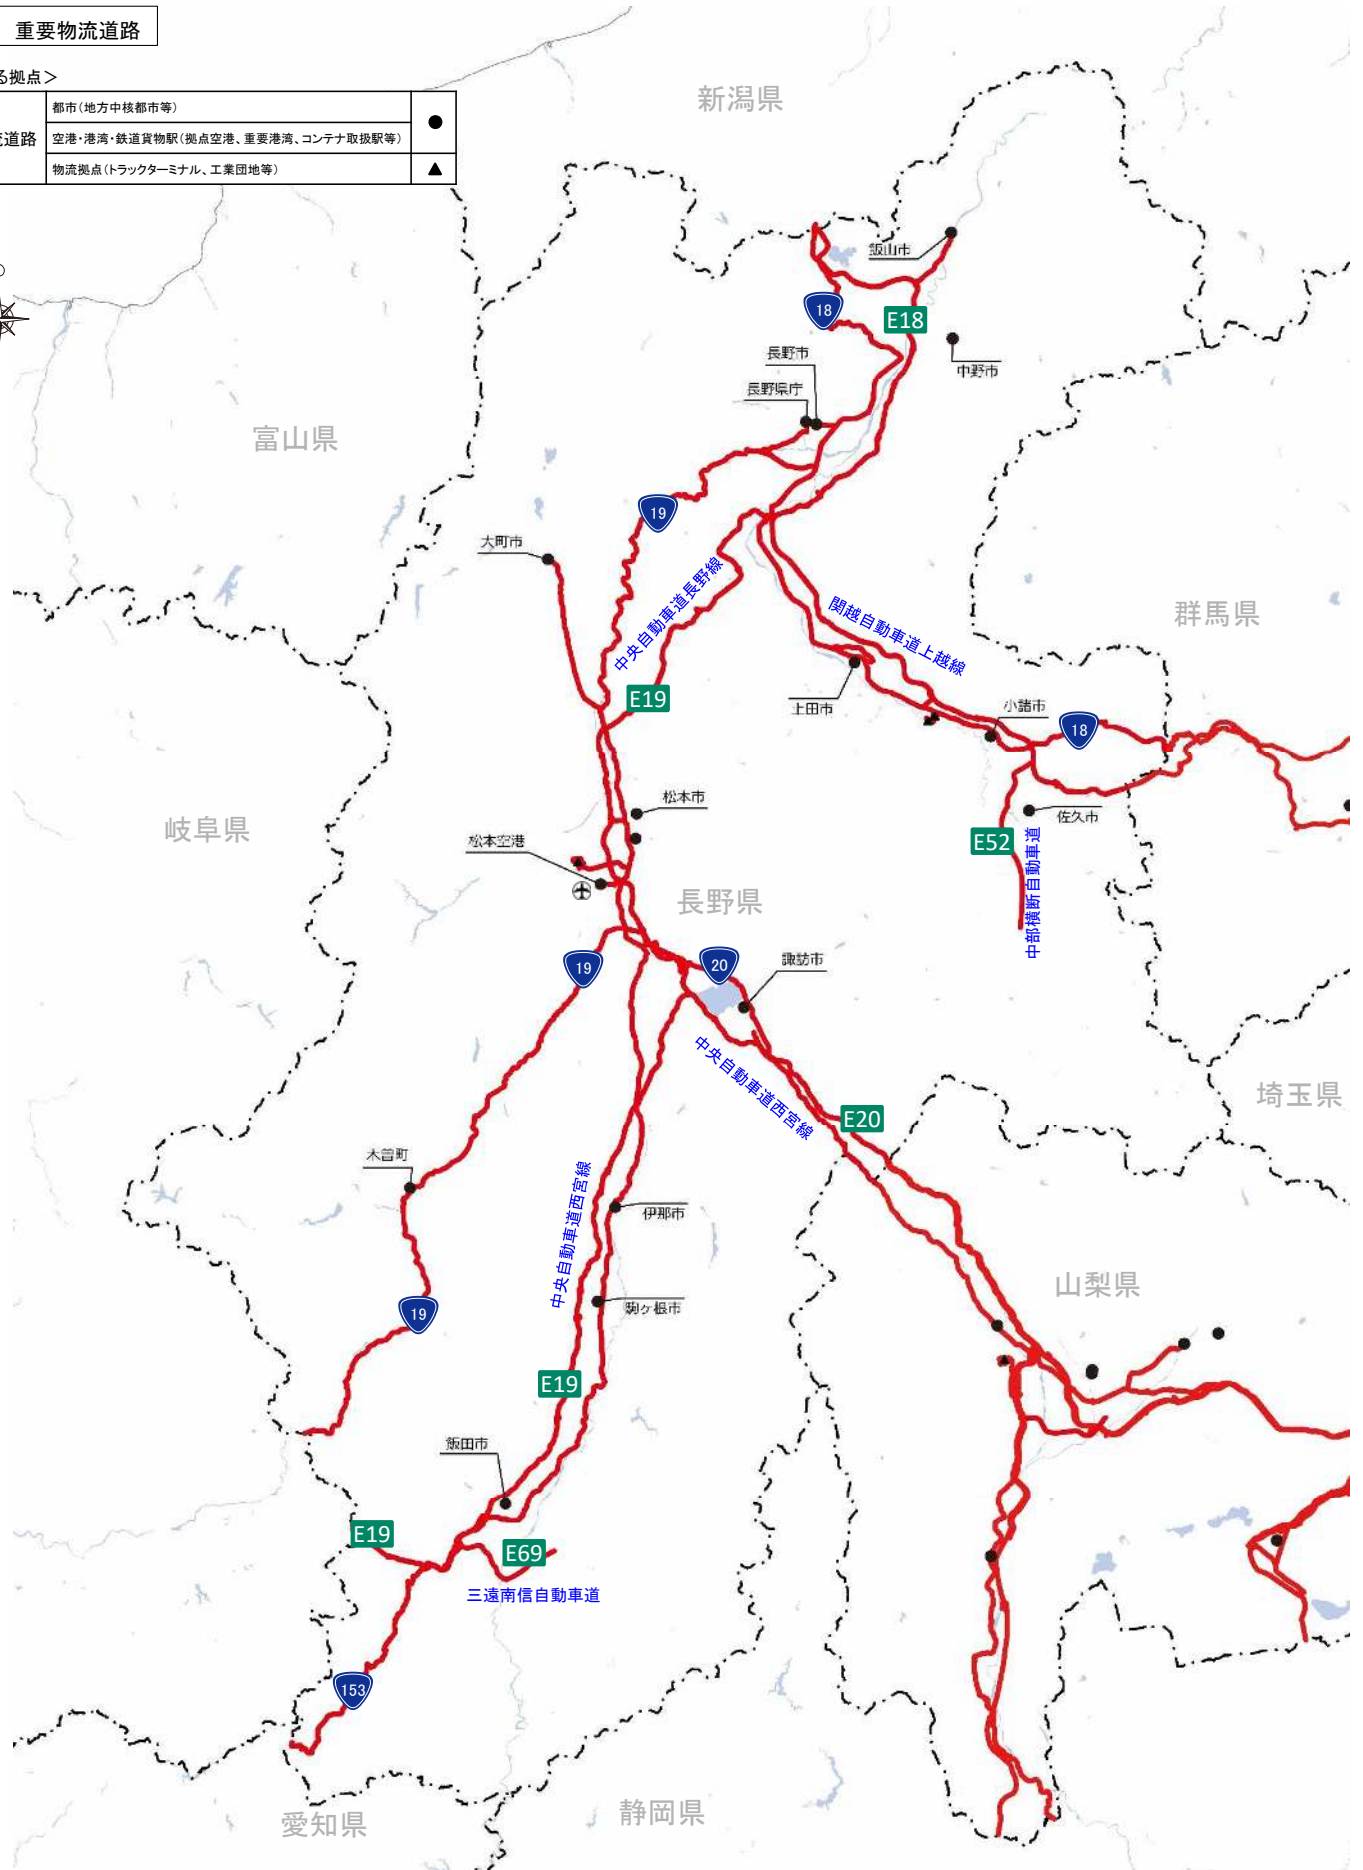 重要物流道路
る拠点＞
都市（地方中核都市等）
●
道路
空港・港湾・鉄道貨物駅（拠点空港、重要港湾、コンテナ取扱駅等）
物流拠点（トラックターミナル、工業団地等）
▲
新潟県
飯山市
18
E18
長野市
中野市
長野県庁
富山県
19
大町市
中央自動車道長野線
関越自動車道上越線
群馬県
E19
上田市
小諸市
18
松本市
佐久市
岐阜県
松本空港
E52
中部横断自動車道
長野県
19
20
諏訪市
中央自動車道西宮線
埼玉県
E20
木曽町
中央自動車道西宮線
伊那市
山梨県
19
駒ヶ根市
E19
飯田市
E19
E69
三遠南信自動車道
153
静岡県
愛知県